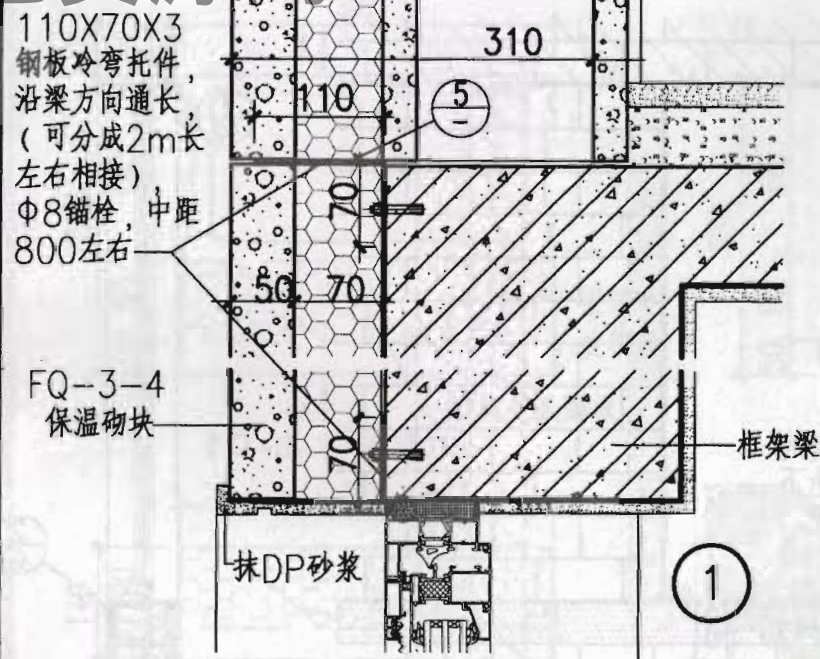 110X70X3
钢板冷弯托件，
沿梁方向通长，
（可分成2m长
左右相接），
Φ8锚栓，中距
800左右
310
110
5
-
70
50
70
FQ-3-4
保温砌块
70
框架梁
抹DP砂浆
1